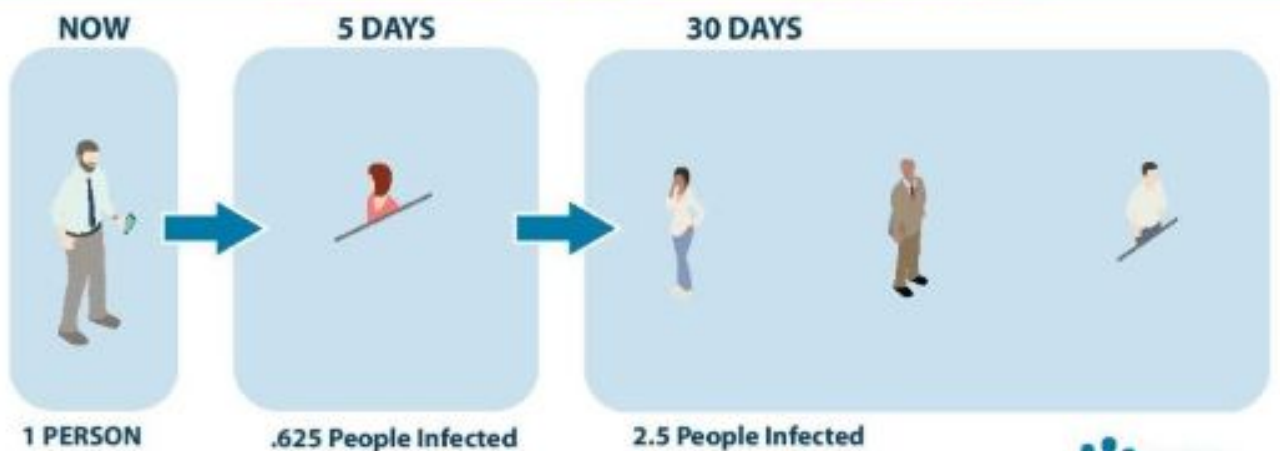 NOW
5 DAYS
30 DAYS
1 PERSON
.625 People Infected
2.5 People Infected